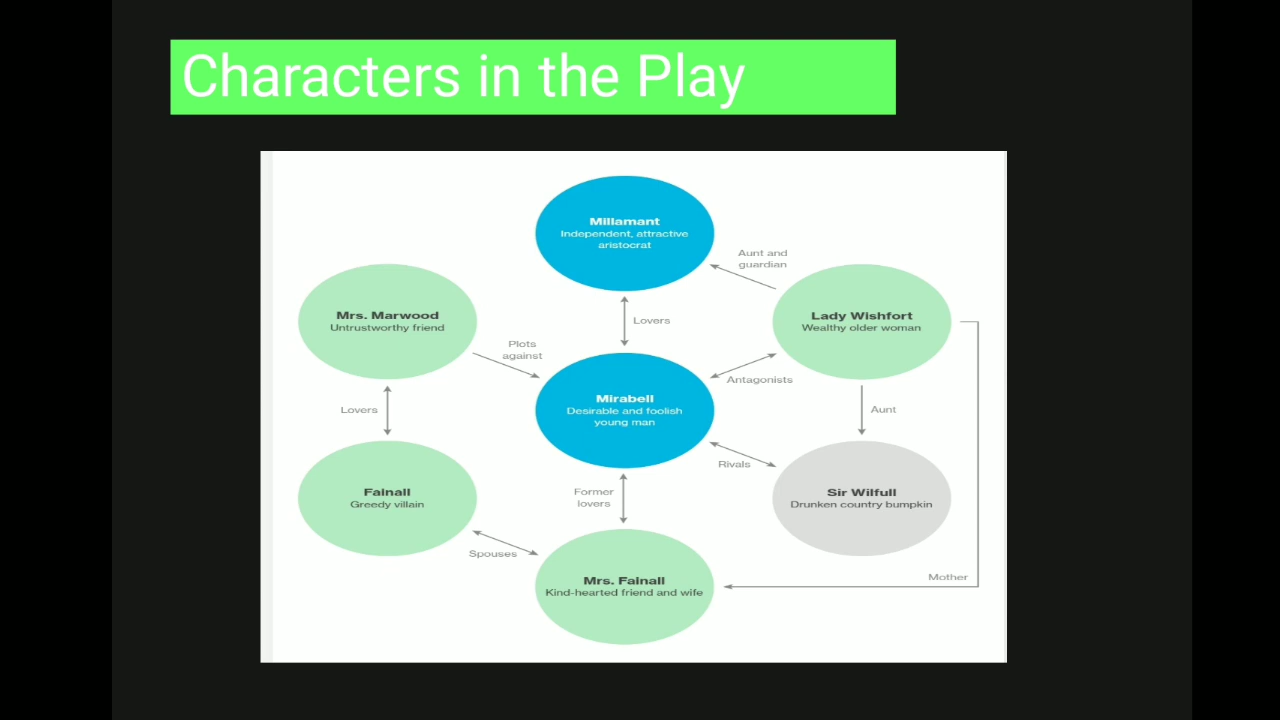 Characters in the Play
Millamant
Independent, attractive
aristocrat
Aunt and
guardian
Mrs. Marwood
Untrustworthy friend
Lovers
Lady Wishfort
Wealthy older woman
Plots
against
Antagonists
Mirabell
Desirable and foolish
young man
Lovers
Aunt
Rivals
Fainall
Greedy villain
Former
lovers
Sir Wilfull
Drunken country bumpkin
Spouses
Mrs. Fainall
Kind-hearted friend and wife
Mother